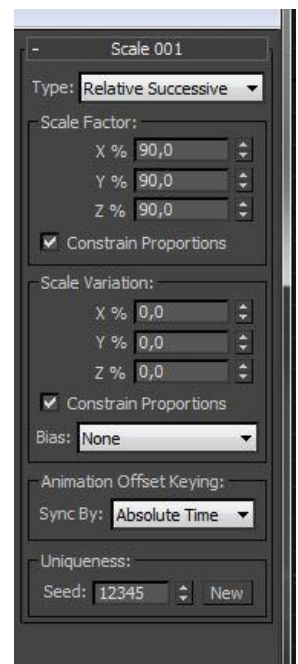 - Scale 001
Type: Relative Successive
Scale Factor:
X % 90,0
Y % 90,0
Z % 90,0
Constrain Proportions
Scale Variation:
X % 0,0
Y % 0,0
Z % 0,0
Constrain Proportions
Bias: None
Animation Offset Keying:
Sync By: Absolute Time
Uniqueness:
Seed: 12345 New